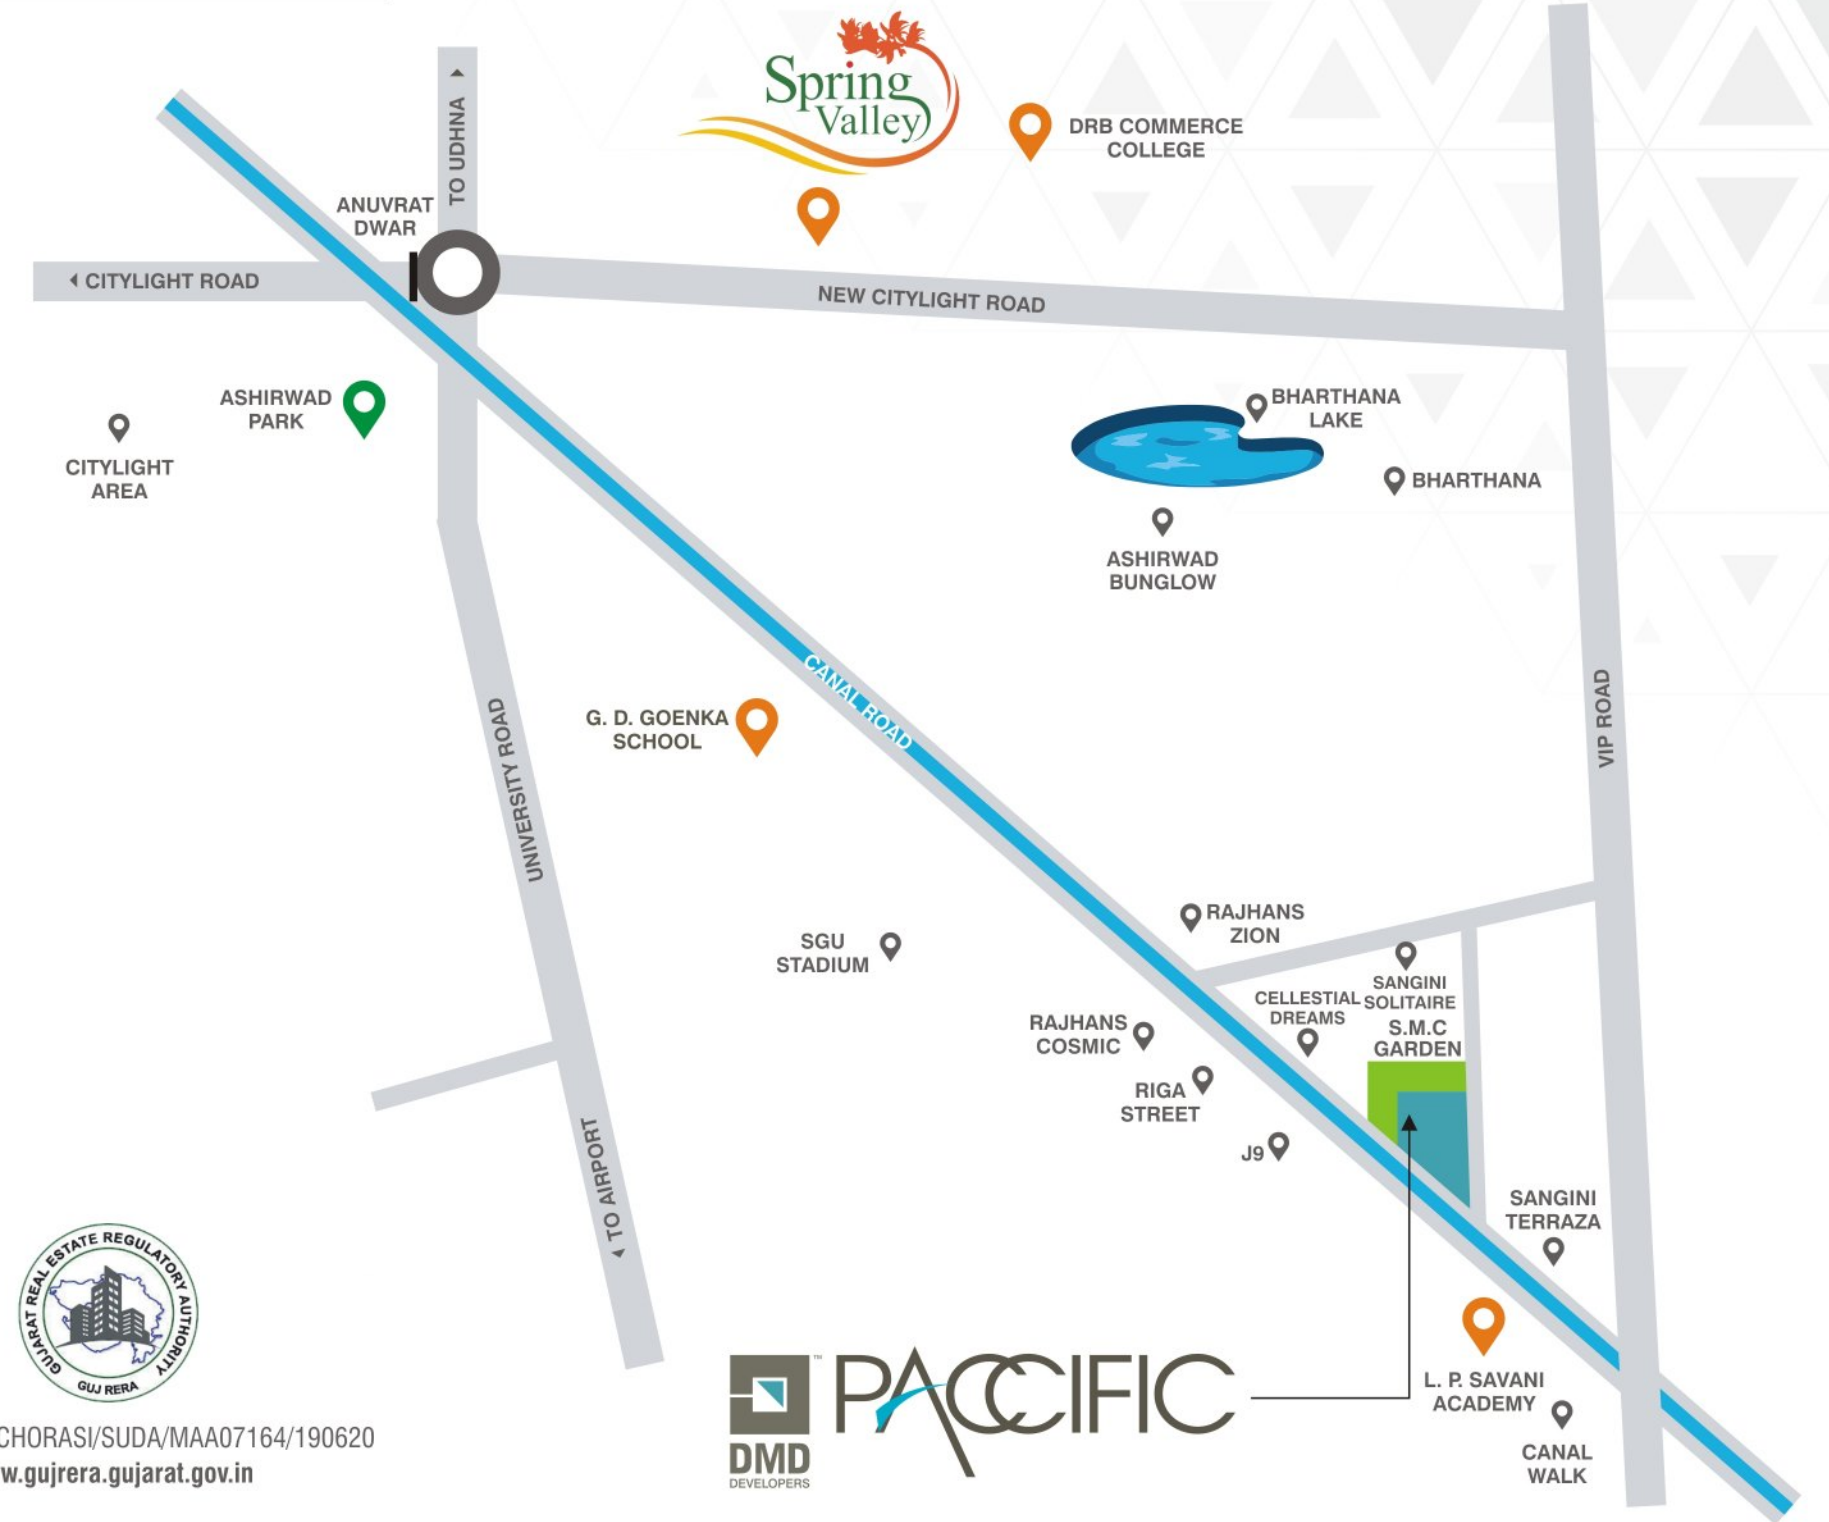 Spring
Valley
DRB COMMERCE
COLLEGE
TO UDHNA
ANUVRAT
DWAR
CITYLIGHT ROAD
NEW CITYLIGHT ROAD
ASHIRWAD
PARK
CITYLIGHT
AREA
BHARTHANA
LAKE
BHARTHANA
ASHIRWAD
BUNGLOW
CANAL ROAD
G. D. GOENKA
SCHOOL
UNIVERSITY ROAD
VIP ROAD
RAJHANS
ZION
SGU
STADIUM
SANGINI
SOLITAIRE
CELLESTIAL
DREAMS
S.M.C
GARDEN
RAJHANS
COSMIC
RIGA
STREET
J9
TO AIRPORT
SANGINI
TERRAZA
L. P. SAVANI
ACADEMY
CANAL
WALK
GUJARAT REAL ESTATE REGULATORY AUTHORITY
GUJ RERA
CHORASI/SUDA/MAA07164/190620
w.gujrera.gujarat.gov.in
TM
DMD
DEVELOPERS
PACCIFIC